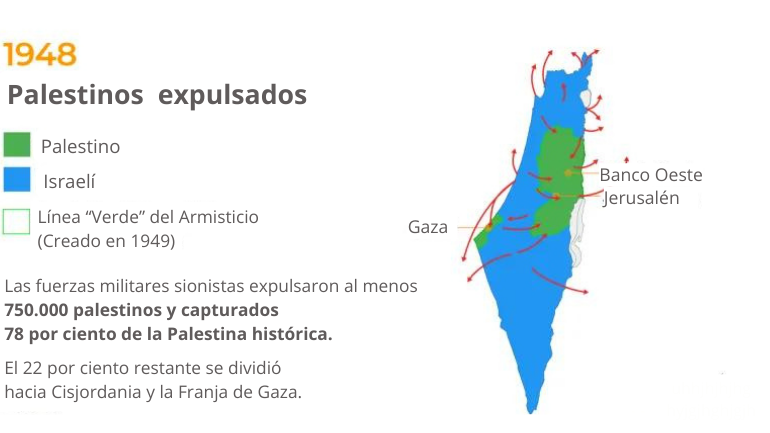 1948
Palestinos expulsados
Palestino
Israelí
Línea “Verde” del Armisticio
(Creado en 1949)
Las fuerzas militares sionistas expulsaron al menos
750.000 palestinos y capturados
78 por ciento de la Palestina histórica.
El 22 por ciento restante se dividió
hacia Cisjordania y la Franja de Gaza.
Banco Oeste
Jerusalén
Gaza